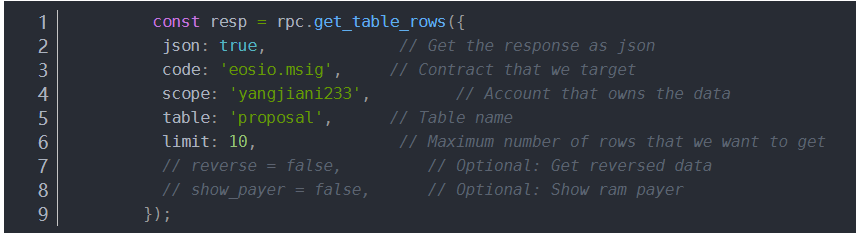 1 const resp = rpc.get_table_rows({
2 json: true, // Get the response as json
3 code: 'eosio.msig', // Contract that we target
4 scope: 'yangjiani233', // Account that owns the data
5 table: 'proposal', // Table name
6 limit: 10, // Maximum number of rows that we want to get
7 // reverse = false, // Optional: Get reversed data
8 // show_payer = false, // Optional: Show ram payer
9 });